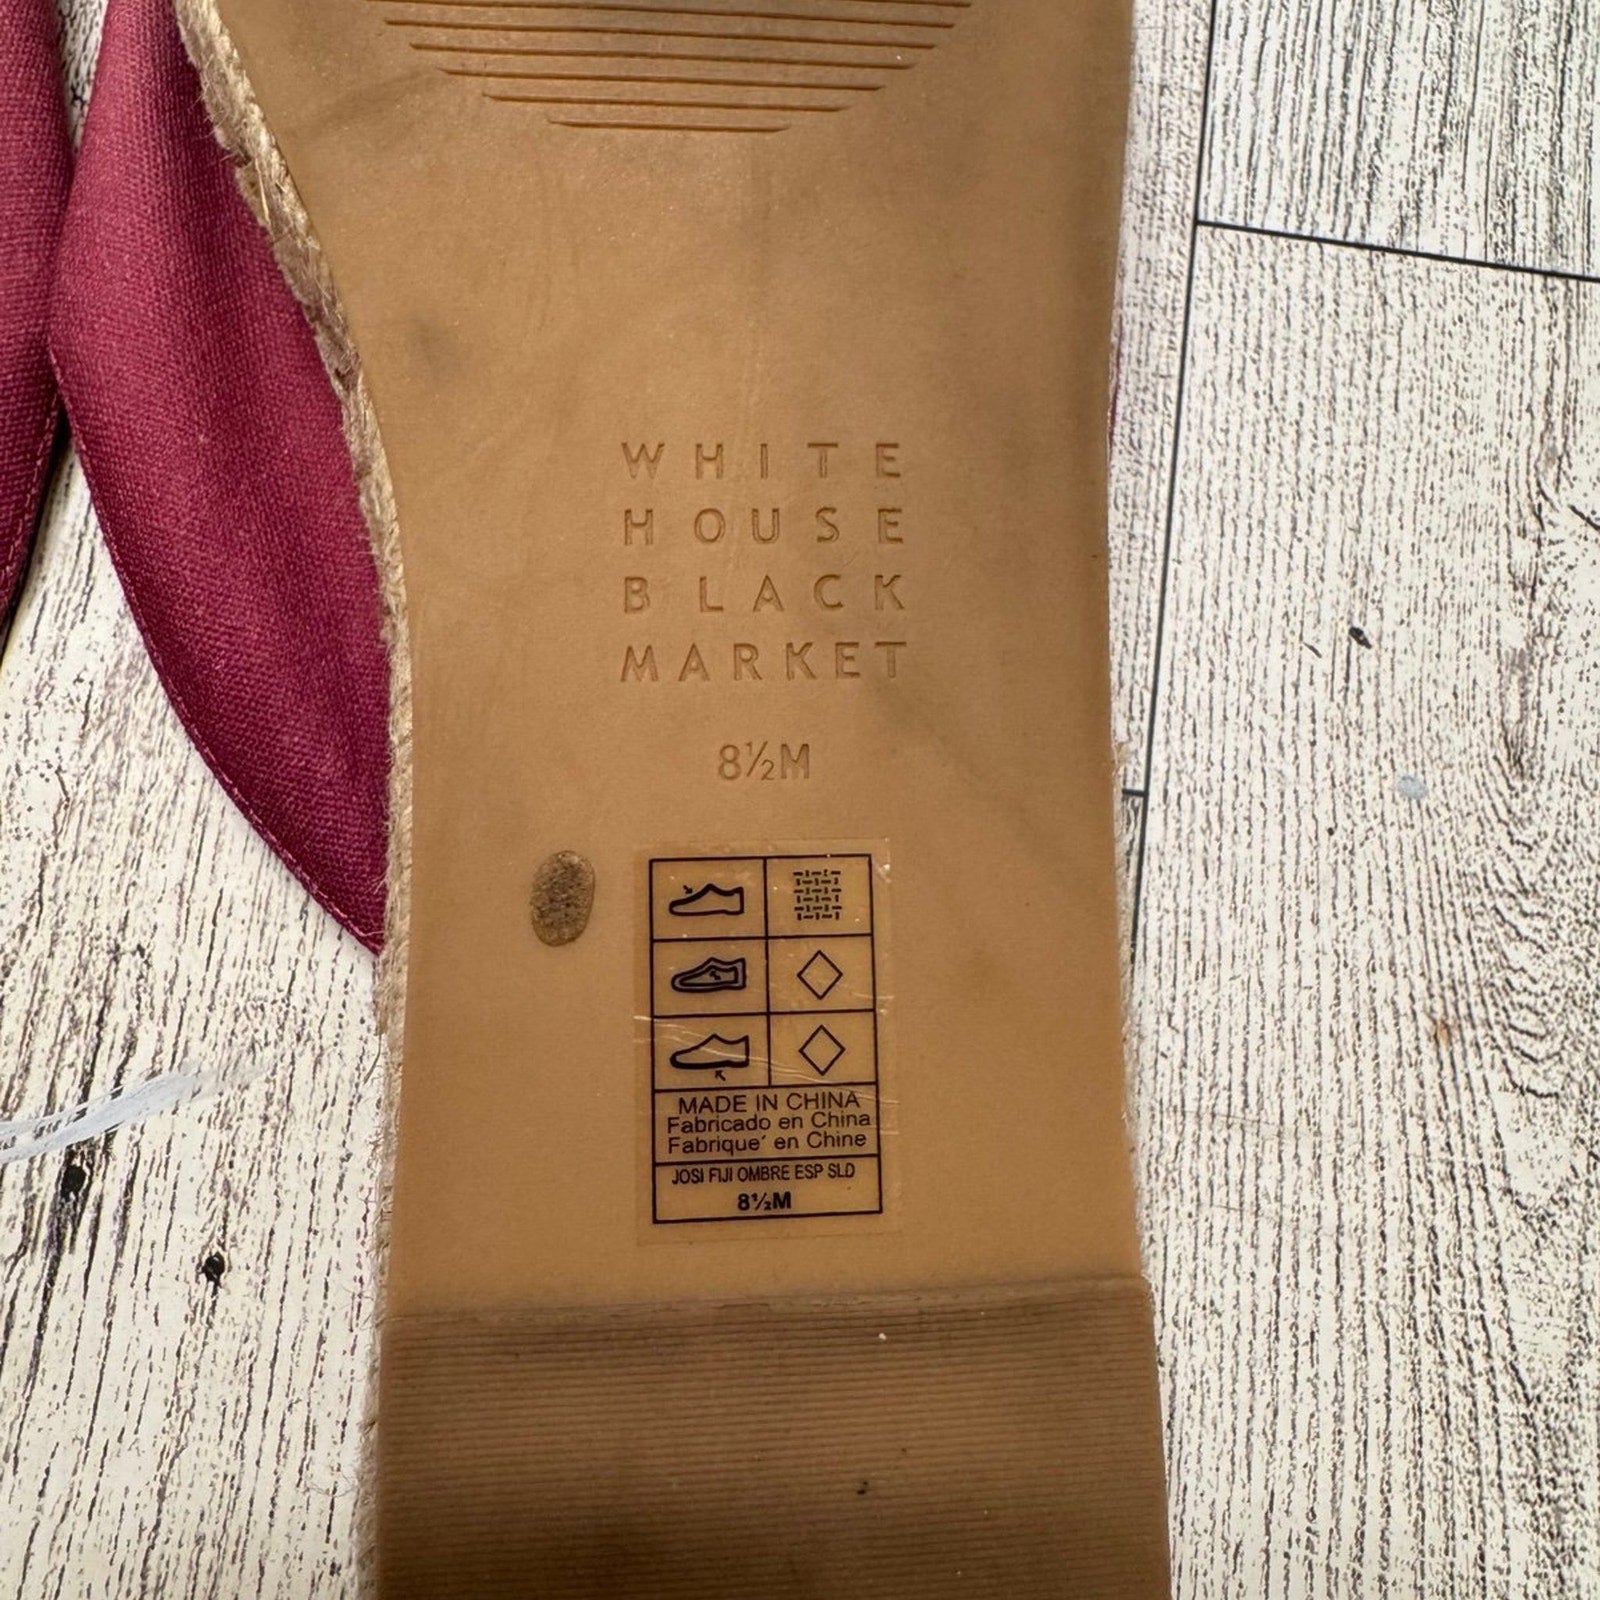 WHITE
HOUSE
BLACK
MARKET
8½M
MADE IN CHINA
Fabricado en China
Fabrique´ en Chine
JOSI FIJI OMBRE ESP SLD
8½M